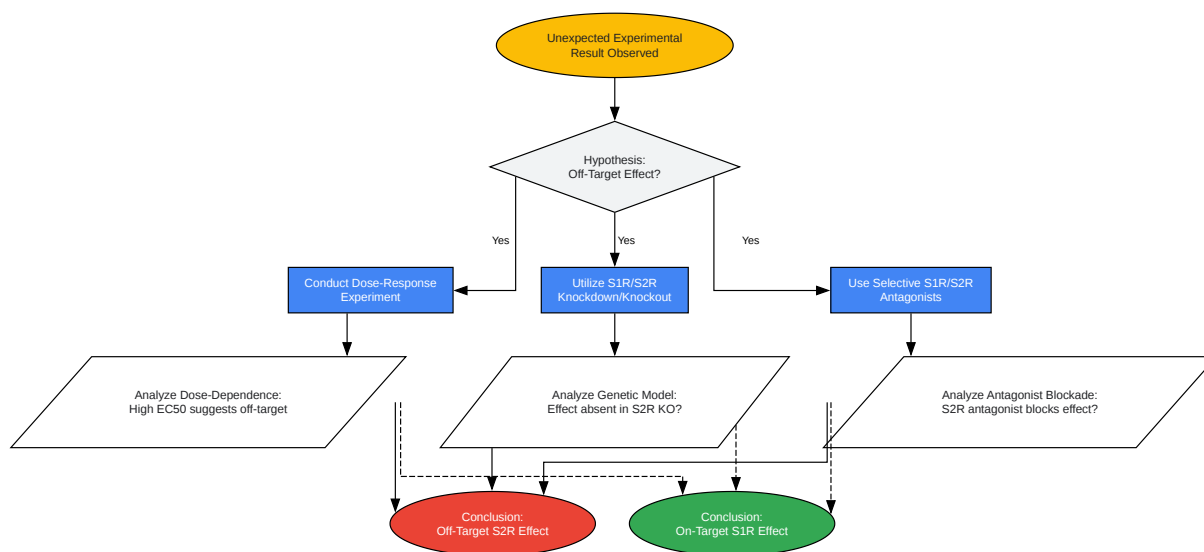 Unexpected Experimental
Result Observed
Hypothesis:
Off-Target Effect?
Yes
Yes
Yes
Conduct Dose-Response
Experiment
Utilize S1R/S2R
Knockdown/Knockout
Use Selective S1R/S2R
Antagonists
Analyze Dose-Dependence:
High EC50 suggests off-target
Analyze Genetic Model:
Effect absent in S2R KO?
Analyze Antagonist Blockade:
S2R antagonist blocks effect?
Conclusion:
Off-Target S2R Effect
Conclusion:
On-Target S1R Effect